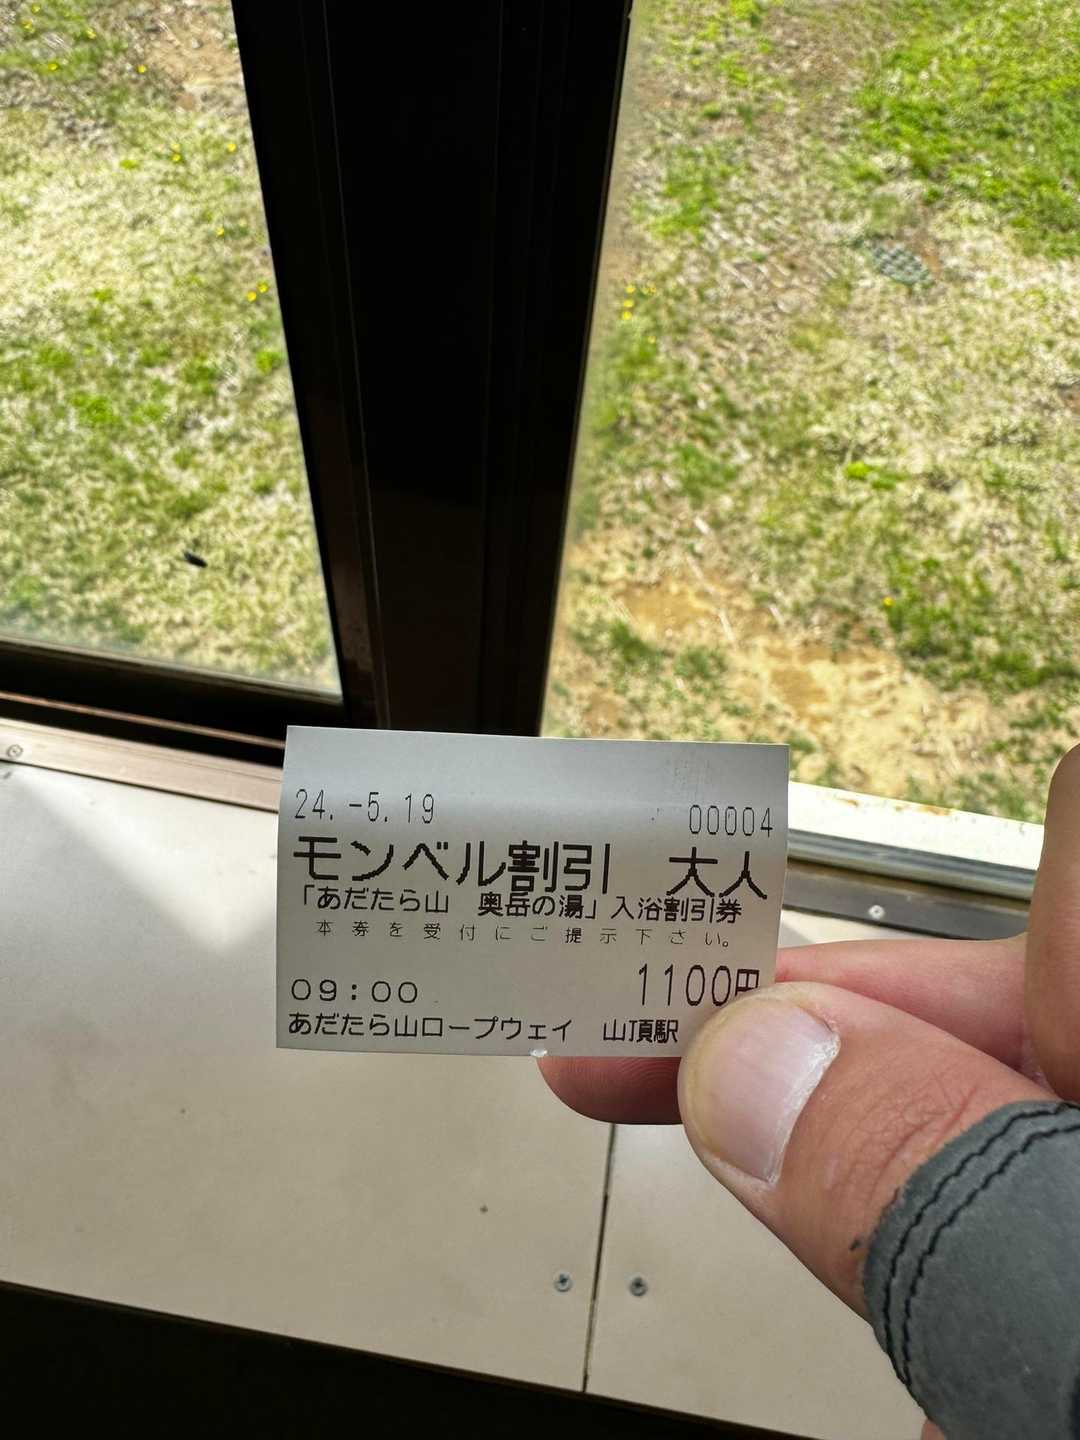 24.-5.19 00004
モンベル割引 大人
「あだたら山 奥岳の湯」入浴割引券
本券を受付にご提示下さい。
09:00 1100円
あだたら山ロープウェイ 山頂駅